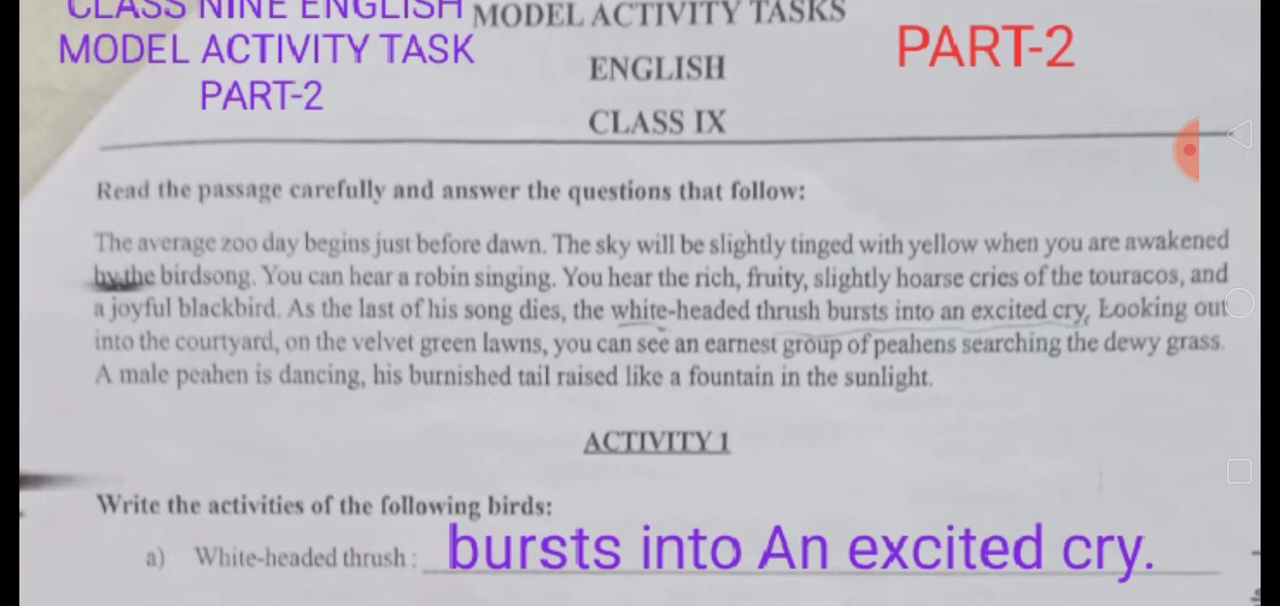 CLASS NINE ENGLISH
MODEL ACTIVITY TASK
PART-2
MODEL ACTIVITY TASKS
ENGLISH
CLASS IX
PART-2
Read the passage carefully and answer the questions that follow:
The average zoo day begins just before dawn. The sky will be slightly tinged with yellow when you are awakened
by the birdsong. You can hear a robin singing. You hear the rich, fruity, slightly hoarse cries of the touracos, and
a joyful blackbird. As the last of his song dies, the white-headed thrush bursts into an excited cry. Looking out
into the courtyard, on the velvet green lawns, you can see an earnest group of peahens searching the dewy grass.
A male peahen is dancing, his burnished tail raised like a fountain in the sunlight.
ACTIVITY 1
Write the activities of the following birds:
a) White-headed thrush : bursts into An excited cry.